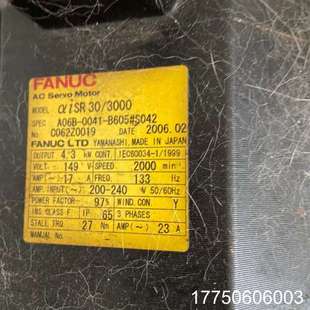 FANUC
AC Servo Motor
MODEL αiSR 30/3000
SPEC A06B-0041-B605#S042
No C062Z0019 DATE 2006.02
FANUC LTD YAMANASHI, MADE IN JAPAN
OUTPUT 4.3 kW CONT. IEC60034-1/1999
VOLT(~) 149 V SPEED 2000 min⁻¹
AMP(~) 17 A FREQ. 133 Hz
AMP. INPUT(~) 200-240 V 50/60Hz
POWER FACTOR 97% WIND CON Y
INS. CLASS F IP 65 3 PHASES
STALL TRQ 27 Nm AMP(~) 23 A
MANUAL No.
17750606003